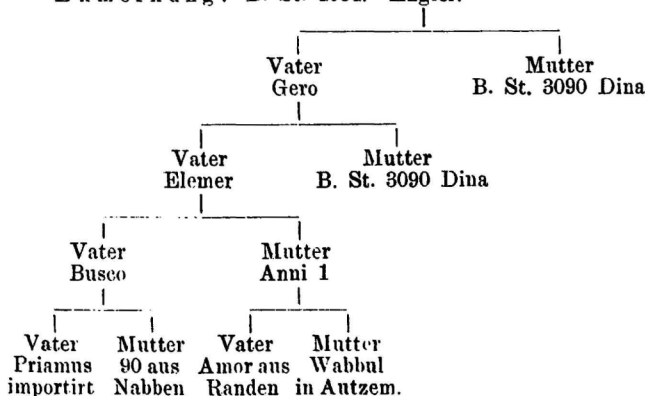 Vater Mutter
Gero B. St. 3090 Dina
Vater Mutter
Elemer B. St. 3090 Dina
Vater Mutter
Busco Anni 1
Vater Mutter Vater Mutter
Priamus 90 aus Amor aus Wabbul
importirt Nabben Randen in Autzem.